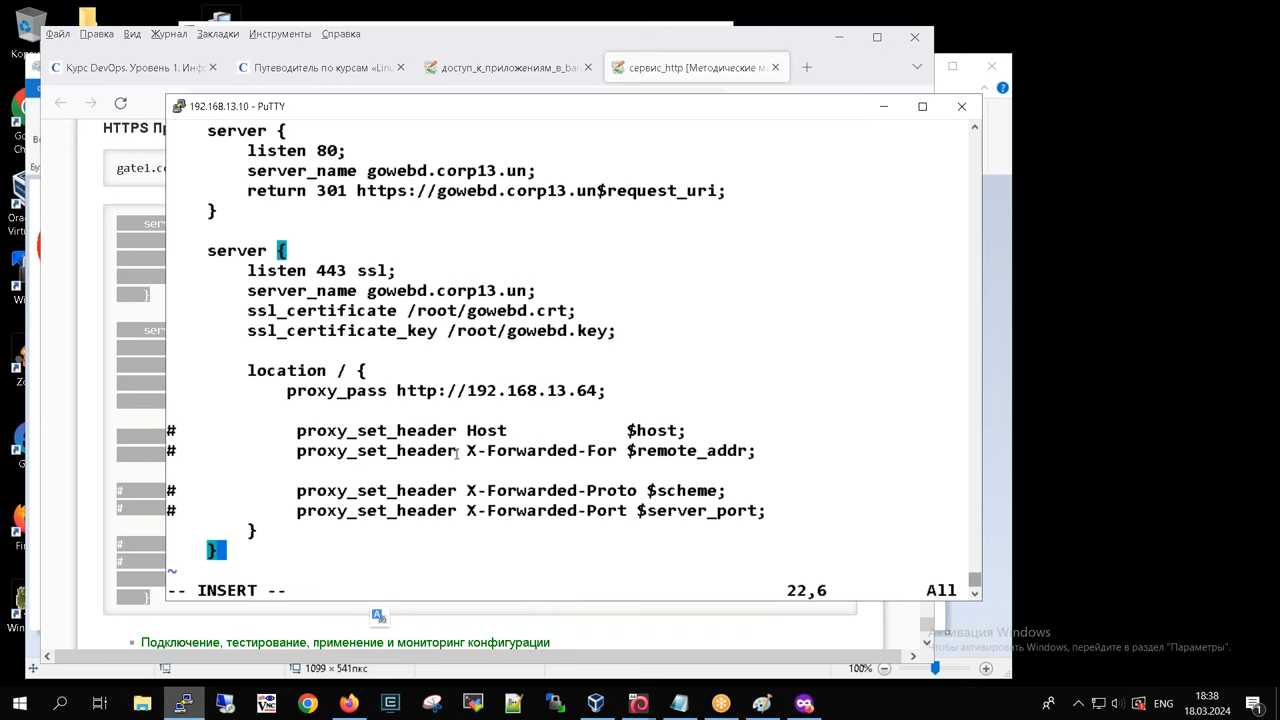 Файл Правка Вид Журнал Закладки Инструменты Справка
Курс DevOps. Уровень 1. Инф
Путеводитель по курсам «Lin
сервис_http [Методические м
192.168.13.10 - PuTTY
HTTPS
gate1.co
server {
listen 80;
server_name gowebd.corp13.un;
return 301 https://gowebd.corp13.un$request_uri;
}
server {
listen 443 ssl;
server_name gowebd.corp13.un;
ssl_certificate /root/gowebd.crt;
ssl_certificate_key /root/gowebd.key;
location / {
proxy_pass http://192.168.13.64;
# proxy_set_header Host $host;
# proxy_set_header X-Forwarded-For $remote_addr;
# proxy_set_header X-Forwarded-Proto $scheme;
# proxy_set_header X-Forwarded-Port $server_port;
}
}
~
-- INSERT -- 22,6 All
Подключение, тестирование, применение и мониторинг конфигурации
Активация Windows
Чтобы активировать Windows, перейдите в раздел "Параметры".
1099 × 541пкс
100%
ENG
18:38
18.03.2024